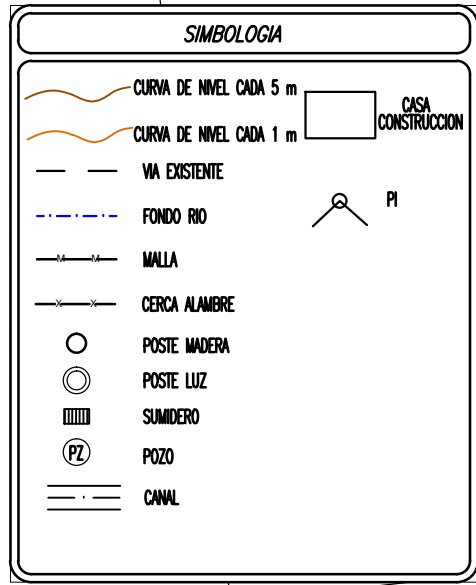 SIMBOLOGIA
CURVA DE NIVEL CADA 5 m
CURVA DE NIVEL CADA 1 m
VIA EXISTENTE
FONDO RIO
M M
MALLA
X X
CERCA ALAMBRE
POSTE MADERA
POSTE LUZ
SUMIDERO
PZ
POZO
CANAL
CASA
CONSTRUCCION
PI